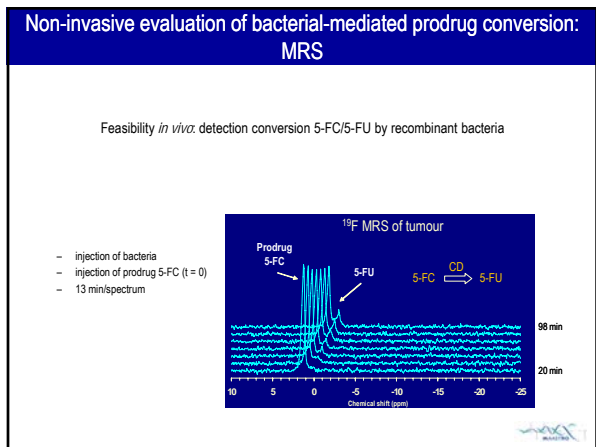 Non-invasive evaluation of bacterial-mediated prodrug conversion:
MRS
Feasibility in vivo: detection conversion 5-FC/5-FU by recombinant bacteria
– injection of bacteria
– injection of prodrug 5-FC (t = 0)
– 13 min/spectrum
¹⁹F MRS of tumour
Prodrug
5-FC
5-FU
CD
5-FC ⇒ 5-FU
98 min
20 min
10 5 0 -5 -10 -15 -20 -25
Chemical shift (ppm)
MAASTRO